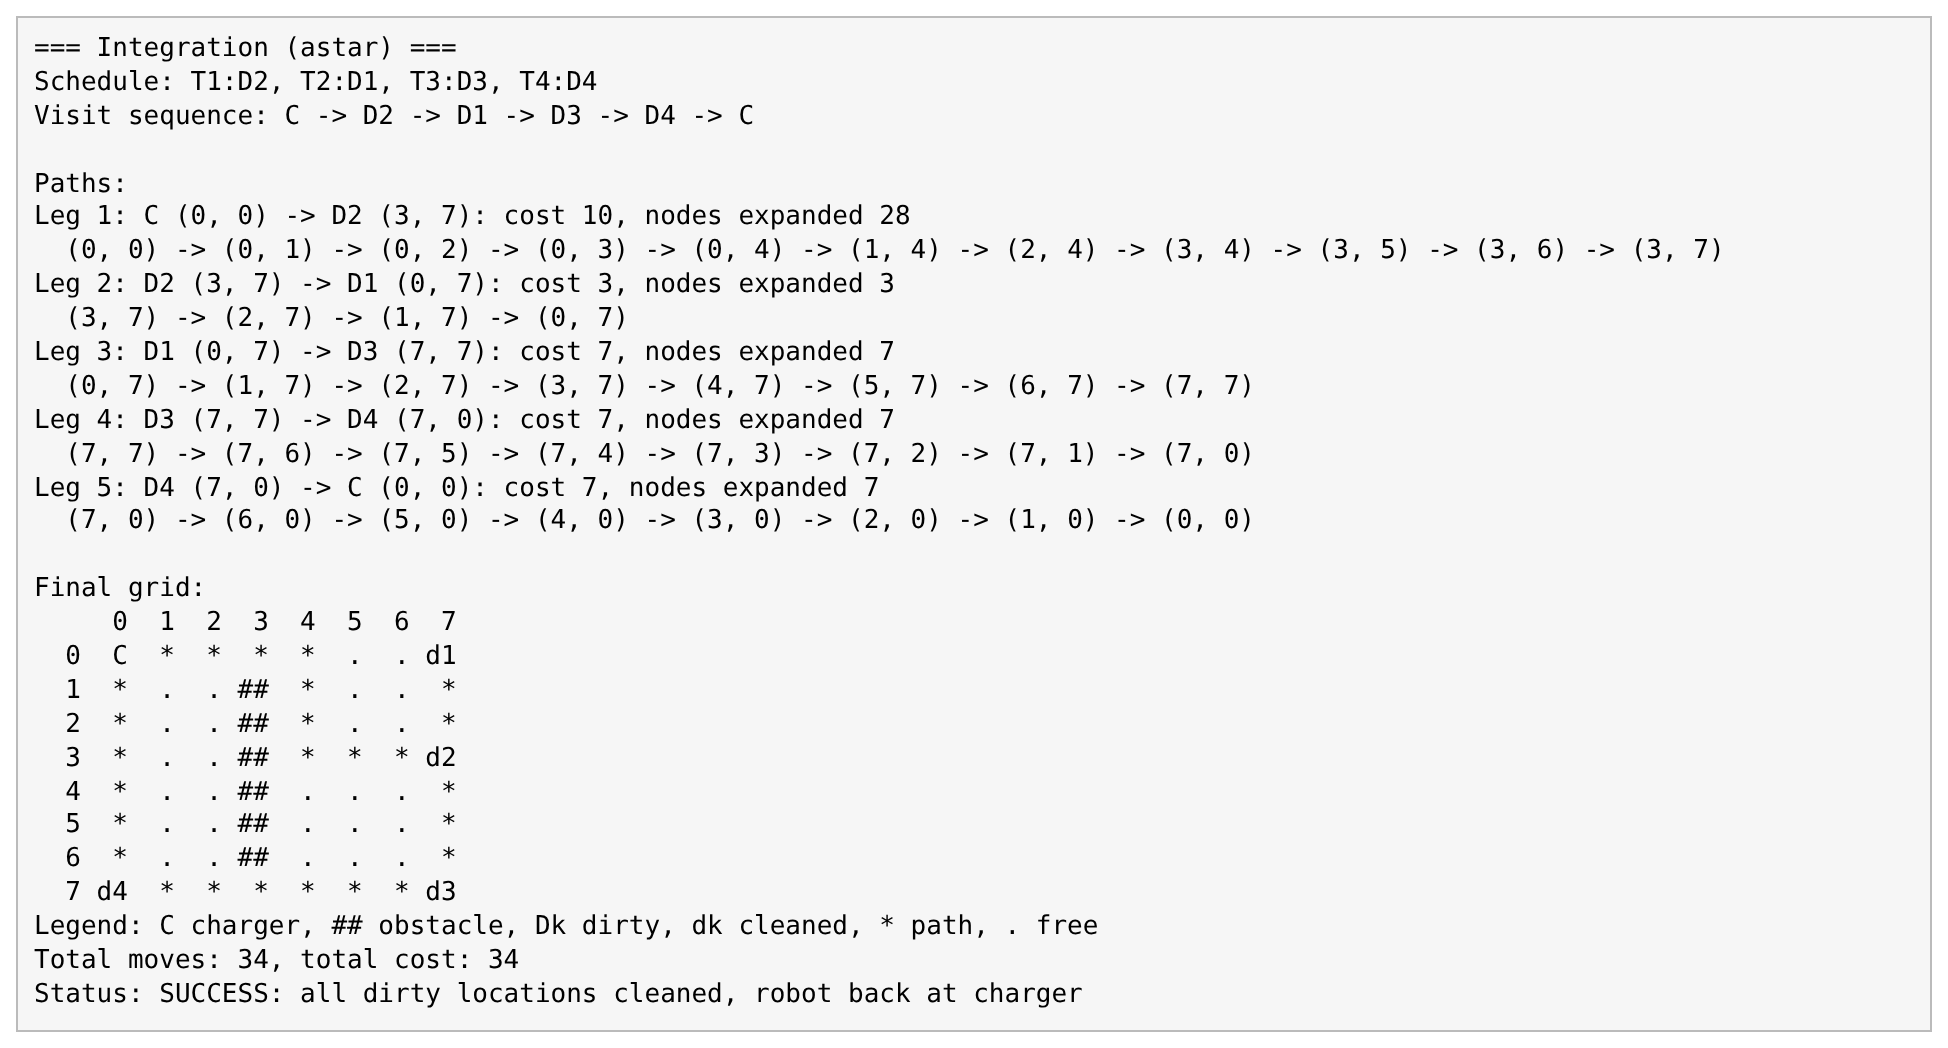 === Integration (astar) ===
Schedule: T1:D2, T2:D1, T3:D3, T4:D4
Visit sequence: C -> D2 -> D1 -> D3 -> D4 -> C

Paths:
Leg 1: C (0, 0) -> D2 (3, 7): cost 10, nodes expanded 28
  (0, 0) -> (0, 1) -> (0, 2) -> (0, 3) -> (0, 4) -> (1, 4) -> (2, 4) -> (3, 4) -> (3, 5) -> (3, 6) -> (3, 7)
Leg 2: D2 (3, 7) -> D1 (0, 7): cost 3, nodes expanded 3
  (3, 7) -> (2, 7) -> (1, 7) -> (0, 7)
Leg 3: D1 (0, 7) -> D3 (7, 7): cost 7, nodes expanded 7
  (0, 7) -> (1, 7) -> (2, 7) -> (3, 7) -> (4, 7) -> (5, 7) -> (6, 7) -> (7, 7)
Leg 4: D3 (7, 7) -> D4 (7, 0): cost 7, nodes expanded 7
  (7, 7) -> (7, 6) -> (7, 5) -> (7, 4) -> (7, 3) -> (7, 2) -> (7, 1) -> (7, 0)
Leg 5: D4 (7, 0) -> C (0, 0): cost 7, nodes expanded 7
  (7, 0) -> (6, 0) -> (5, 0) -> (4, 0) -> (3, 0) -> (2, 0) -> (1, 0) -> (0, 0)

Final grid:
     0  1  2  3  4  5  6  7
  0  C  *  *  *  *  .  . d1
  1  *  .  . ##  *  .  .  *
  2  *  .  . ##  *  .  .  *
  3  *  .  . ##  *  *  * d2
  4  *  .  . ##  .  .  .  *
  5  *  .  . ##  .  .  .  *
  6  *  .  . ##  .  .  .  *
  7 d4  *  *  *  *  *  * d3
Legend: C charger, ## obstacle, Dk dirty, dk cleaned, * path, . free
Total moves: 34, total cost: 34
Status: SUCCESS: all dirty locations cleaned, robot back at charger